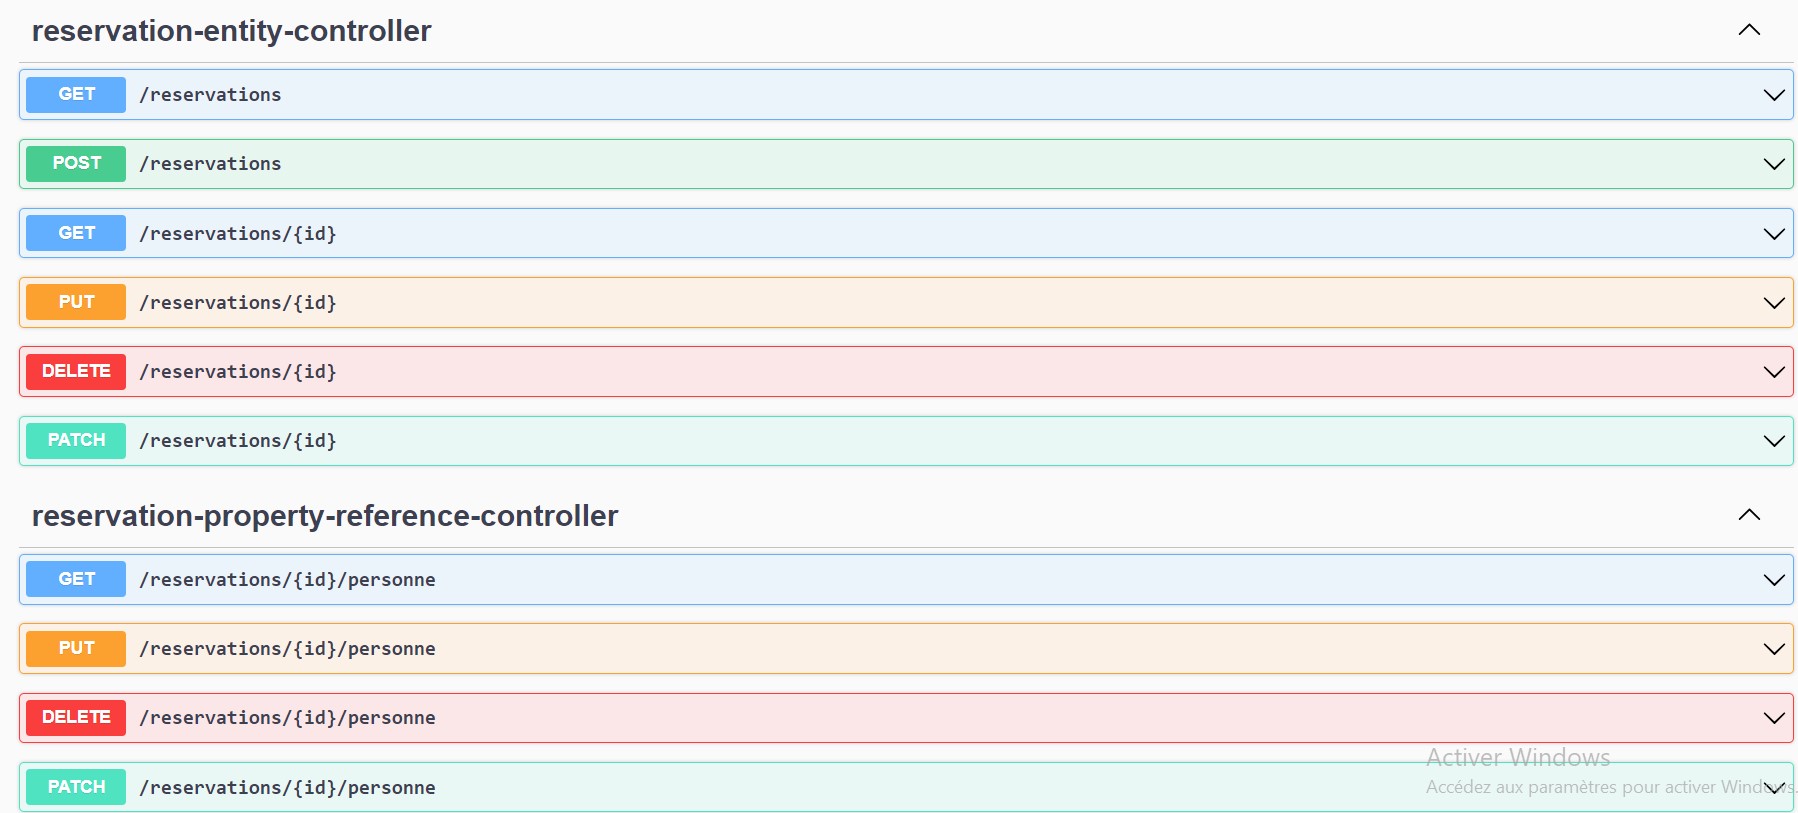 reservation-entity-controller
GET /reservations
POST /reservations
GET /reservations/{id}
PUT /reservations/{id}
DELETE /reservations/{id}
PATCH /reservations/{id}
reservation-property-reference-controller
GET /reservations/{id}/personne
PUT /reservations/{id}/personne
DELETE /reservations/{id}/personne
PATCH /reservations/{id}/personne
Activer Windows
Accédez aux paramètres pour activer Windows.